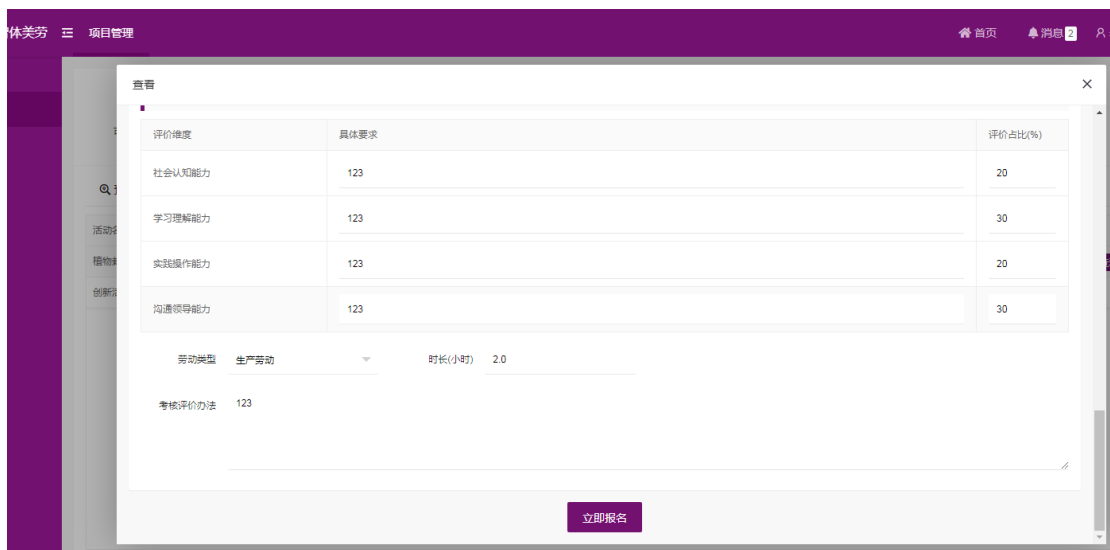 体美劳 项目管理 首页 消息 2
查看
评价维度 具体要求 评价占比(%)
社会认知能力 123 20
学习理解能力 123 30
实践操作能力 123 20
沟通领导能力 123 30
劳动类型 生产劳动 时长(小时) 2.0
考核评价办法 123
立即报名
活动
植物
创新